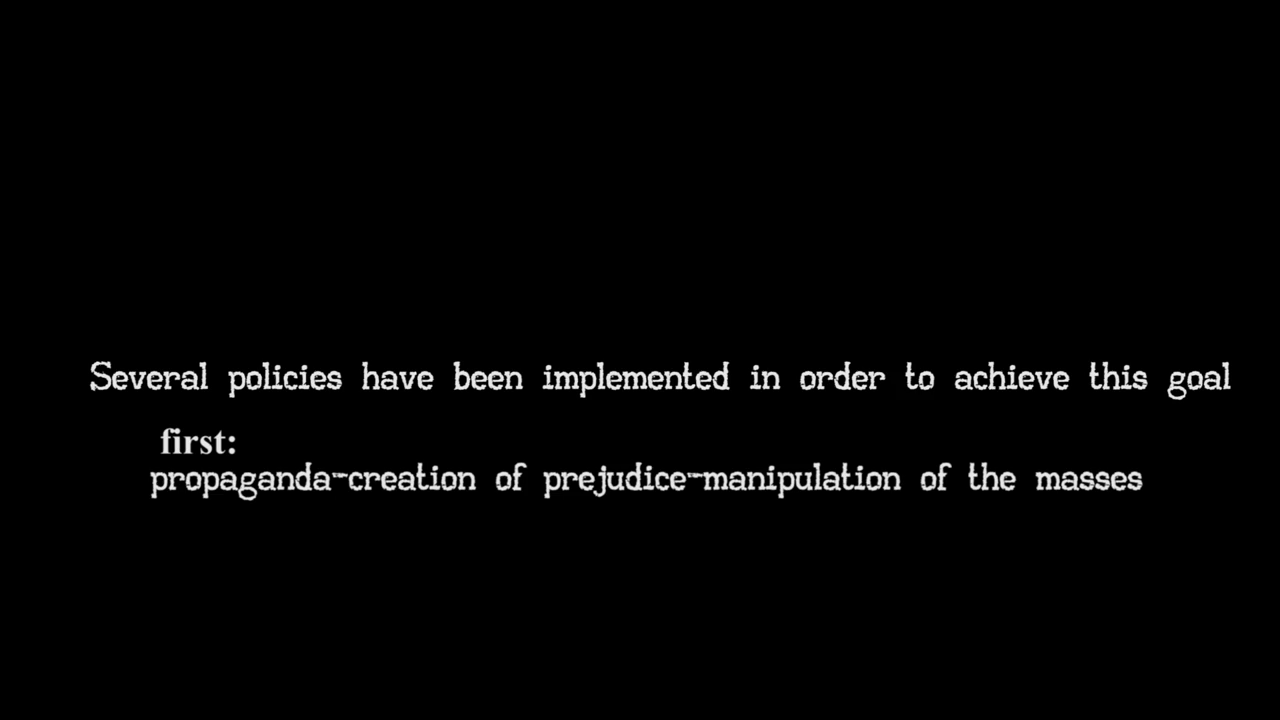 Several policies have been implemented in order to achieve this goal
first:
propaganda-creation of prejudice-manipulation of the masses